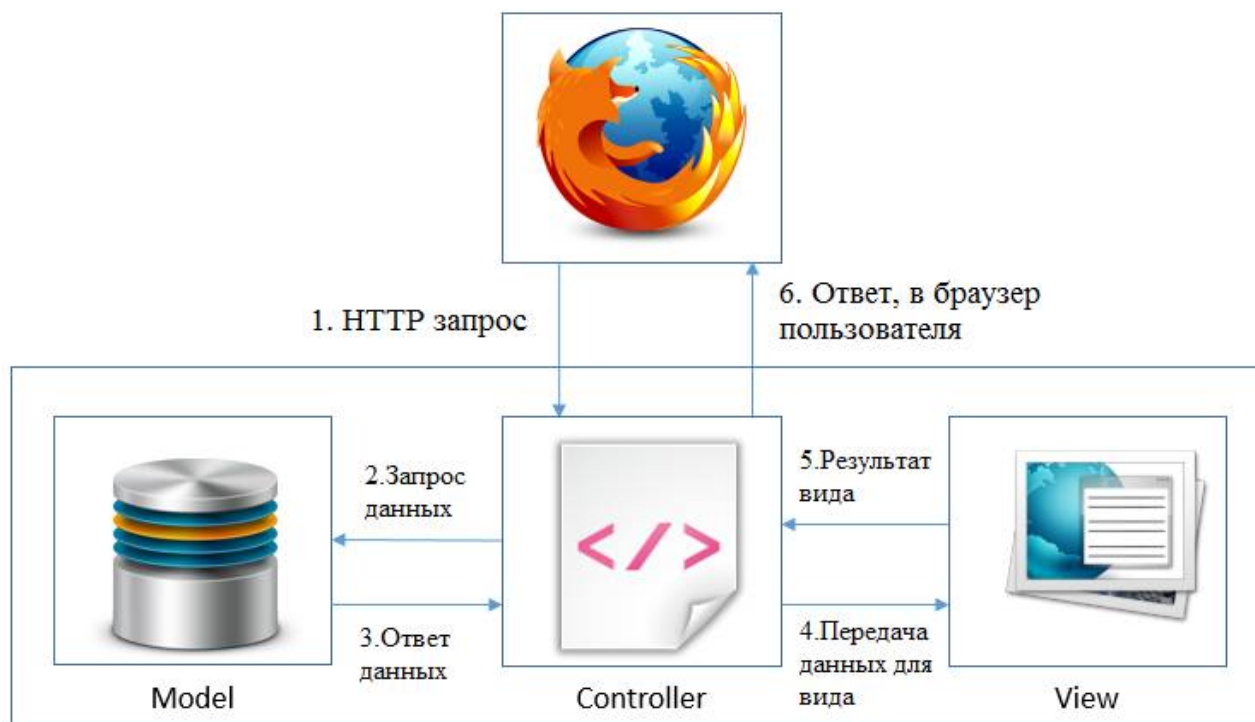 1. HTTP запрос
6. Ответ, в браузер
пользователя
2.Запрос
данных
3.Ответ
данных
5.Результат
вида
4.Передача
данных для
вида
</>
Model
Controller
View